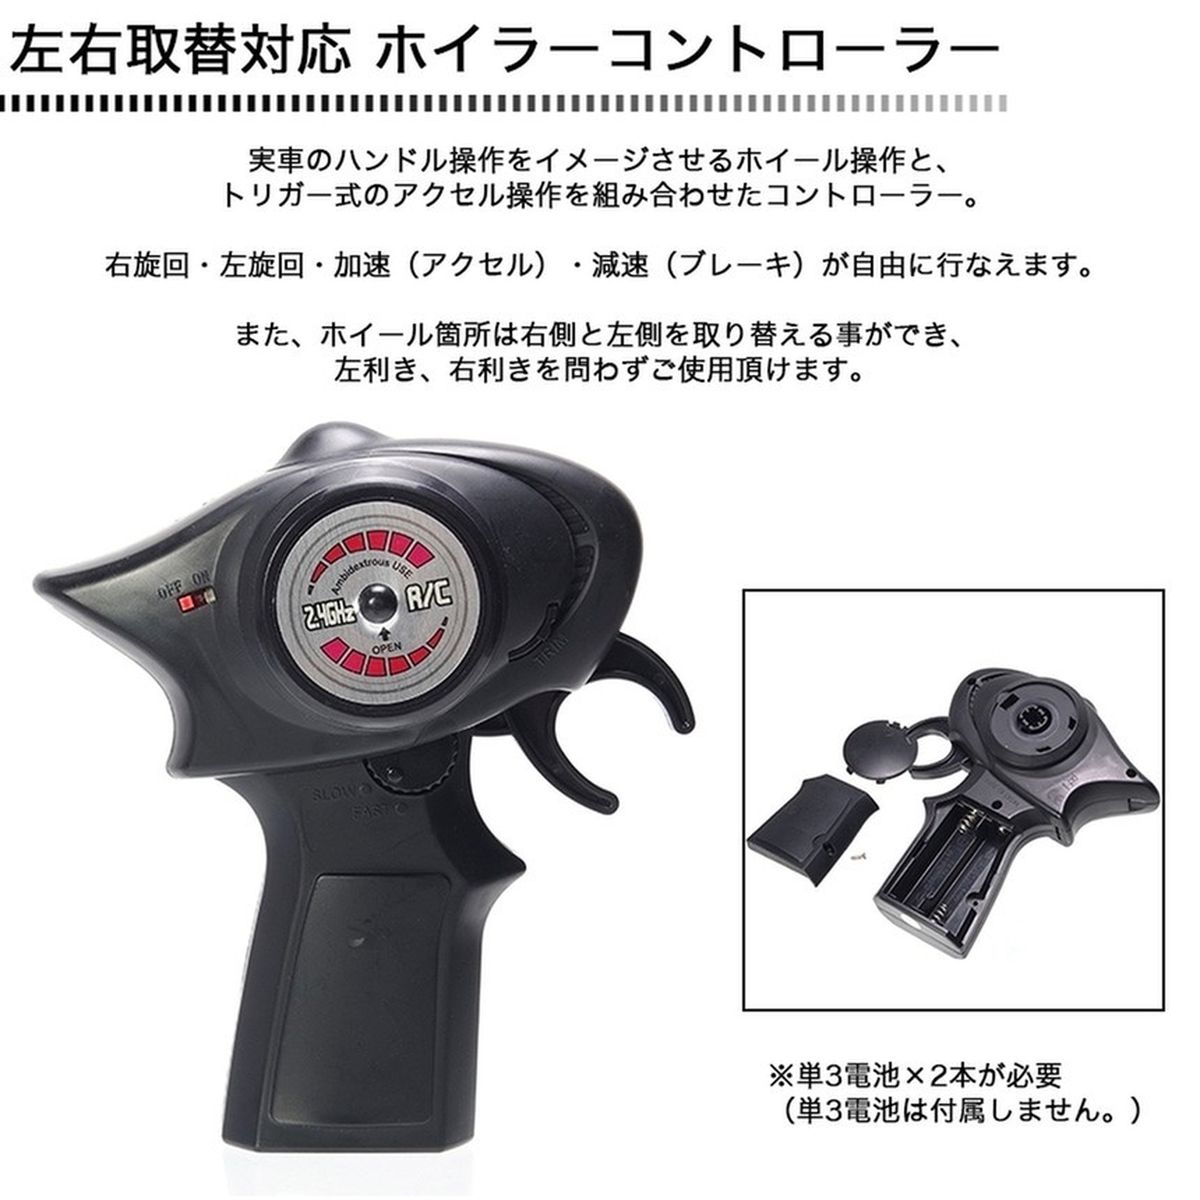 左右取替対応 ホイラーコントローラー
実車のハンドル操作をイメージさせるホイール操作と、
トリガー式のアクセル操作を組み合わせたコントローラー。
右旋回・左旋回・加速（アクセル）・減速（ブレーキ）が自由に行なえます。
また、ホイール箇所は右側と左側を取り替える事ができ、
左利き、右利きを問わずご使用頂けます。
OFF ON
Ambidextrous USE
2.4GHz R/C
OPEN
TRIM
SLOW
FAST
※単3電池×2本が必要
（単3電池は付属しません。）